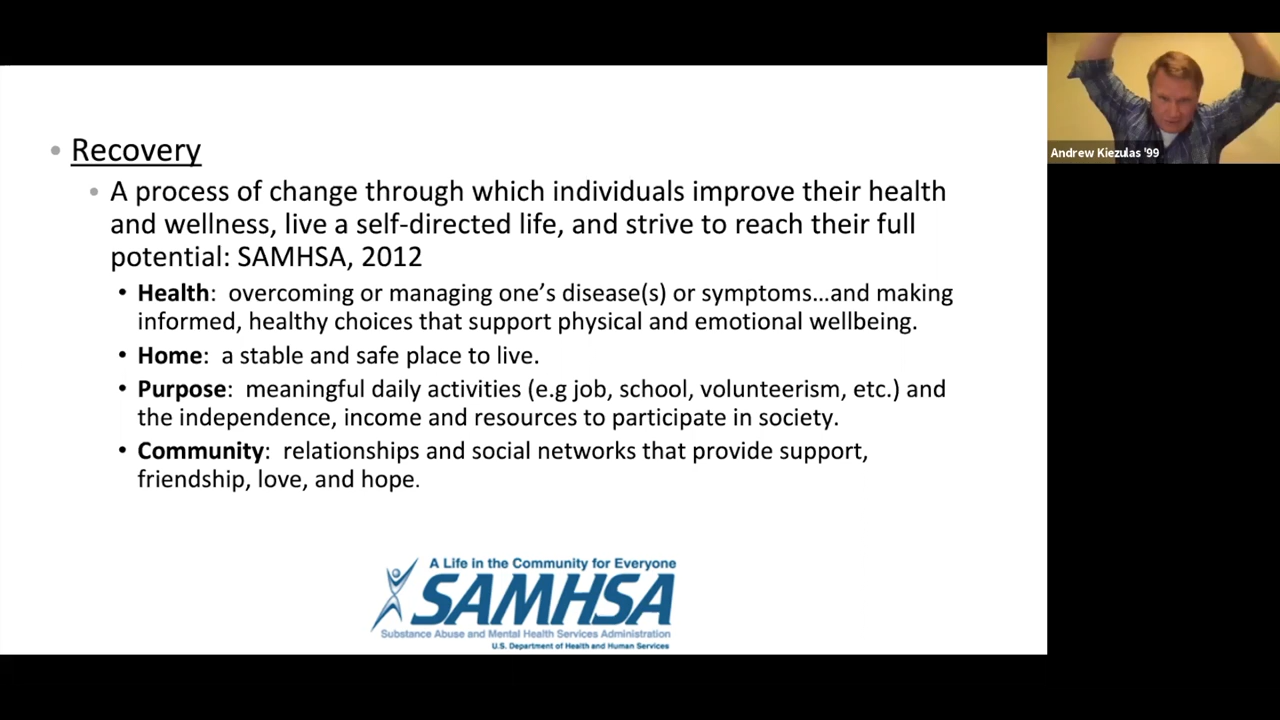 Recovery
A process of change through which individuals improve their health
and wellness, live a self-directed life, and strive to reach their full
potential: SAMHSA, 2012
Health: overcoming or managing one’s disease(s) or symptoms…and making
informed, healthy choices that support physical and emotional wellbeing.
Home: a stable and safe place to live.
Purpose: meaningful daily activities (e.g job, school, volunteerism, etc.) and
the independence, income and resources to participate in society.
Community: relationships and social networks that provide support,
friendship, love, and hope.
A Life in the Community for Everyone
SAMHSA
Substance Abuse and Mental Health Services Administration
U.S. Department of Health and Human Services
Andrew Kiezulas '99